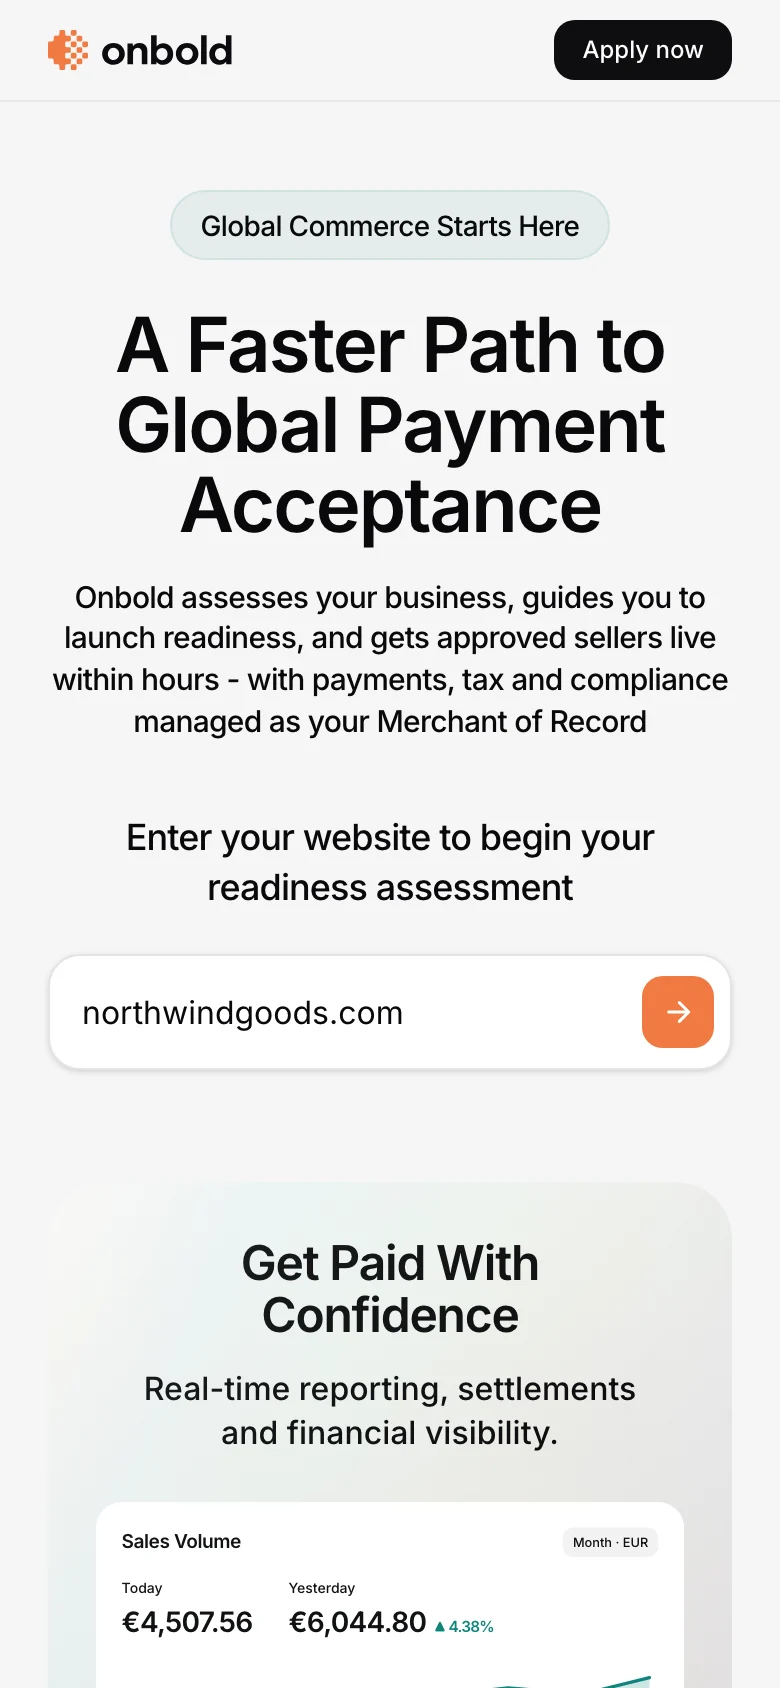 onbold
Apply now
Global Commerce Starts Here
A Faster Path to
Global Payment
Acceptance
Onbold assesses your business, guides you to
launch readiness, and gets approved sellers live
within hours - with payments, tax and compliance
managed as your Merchant of Record
Enter your website to begin your
readiness assessment
northwindgoods.com
Get Paid With
Confidence
Real-time reporting, settlements
and financial visibility.
Sales Volume
Month · EUR
Today
Yesterday
€4,507.56
€6,044.80 ▲ 4.38%